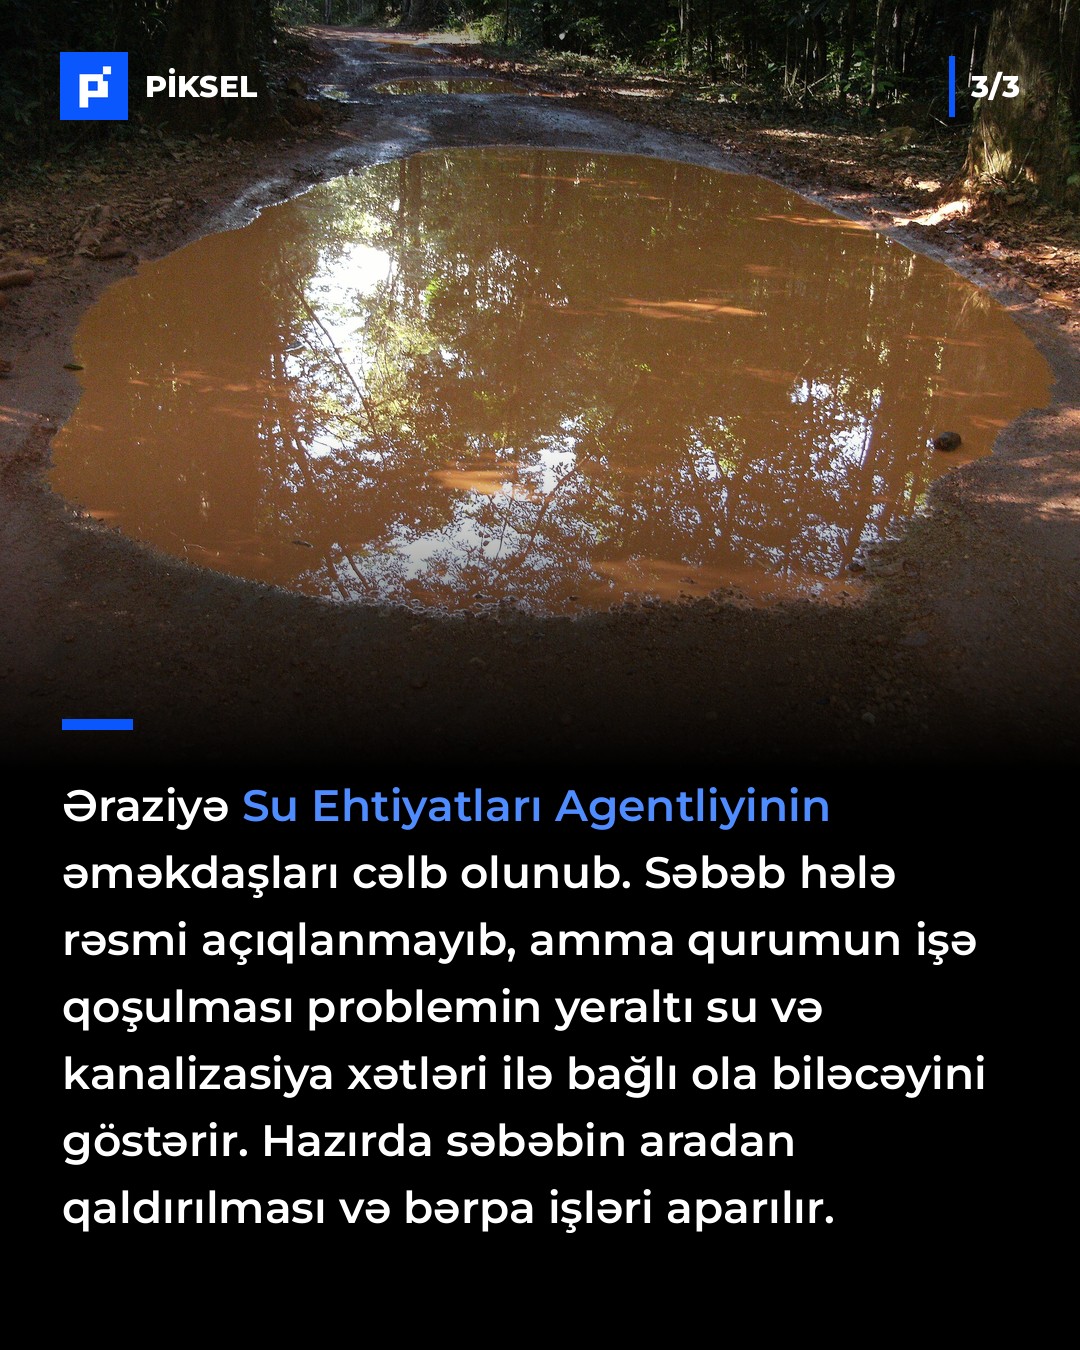 PİKSEL
3/3
Əraziyə Su Ehtiyatları Agentliyinin
əməkdaşları cəlb olunub. Səbəb hələ
rəsmi açıqlanmayıb, amma qurumun işə
qoşulması problemin yeraltı su və
kanalizasiya xətləri ilə bağlı ola biləcəyini
göstərir. Hazırda səbəbin aradan
qaldırılması və bərpa işləri aparılır.